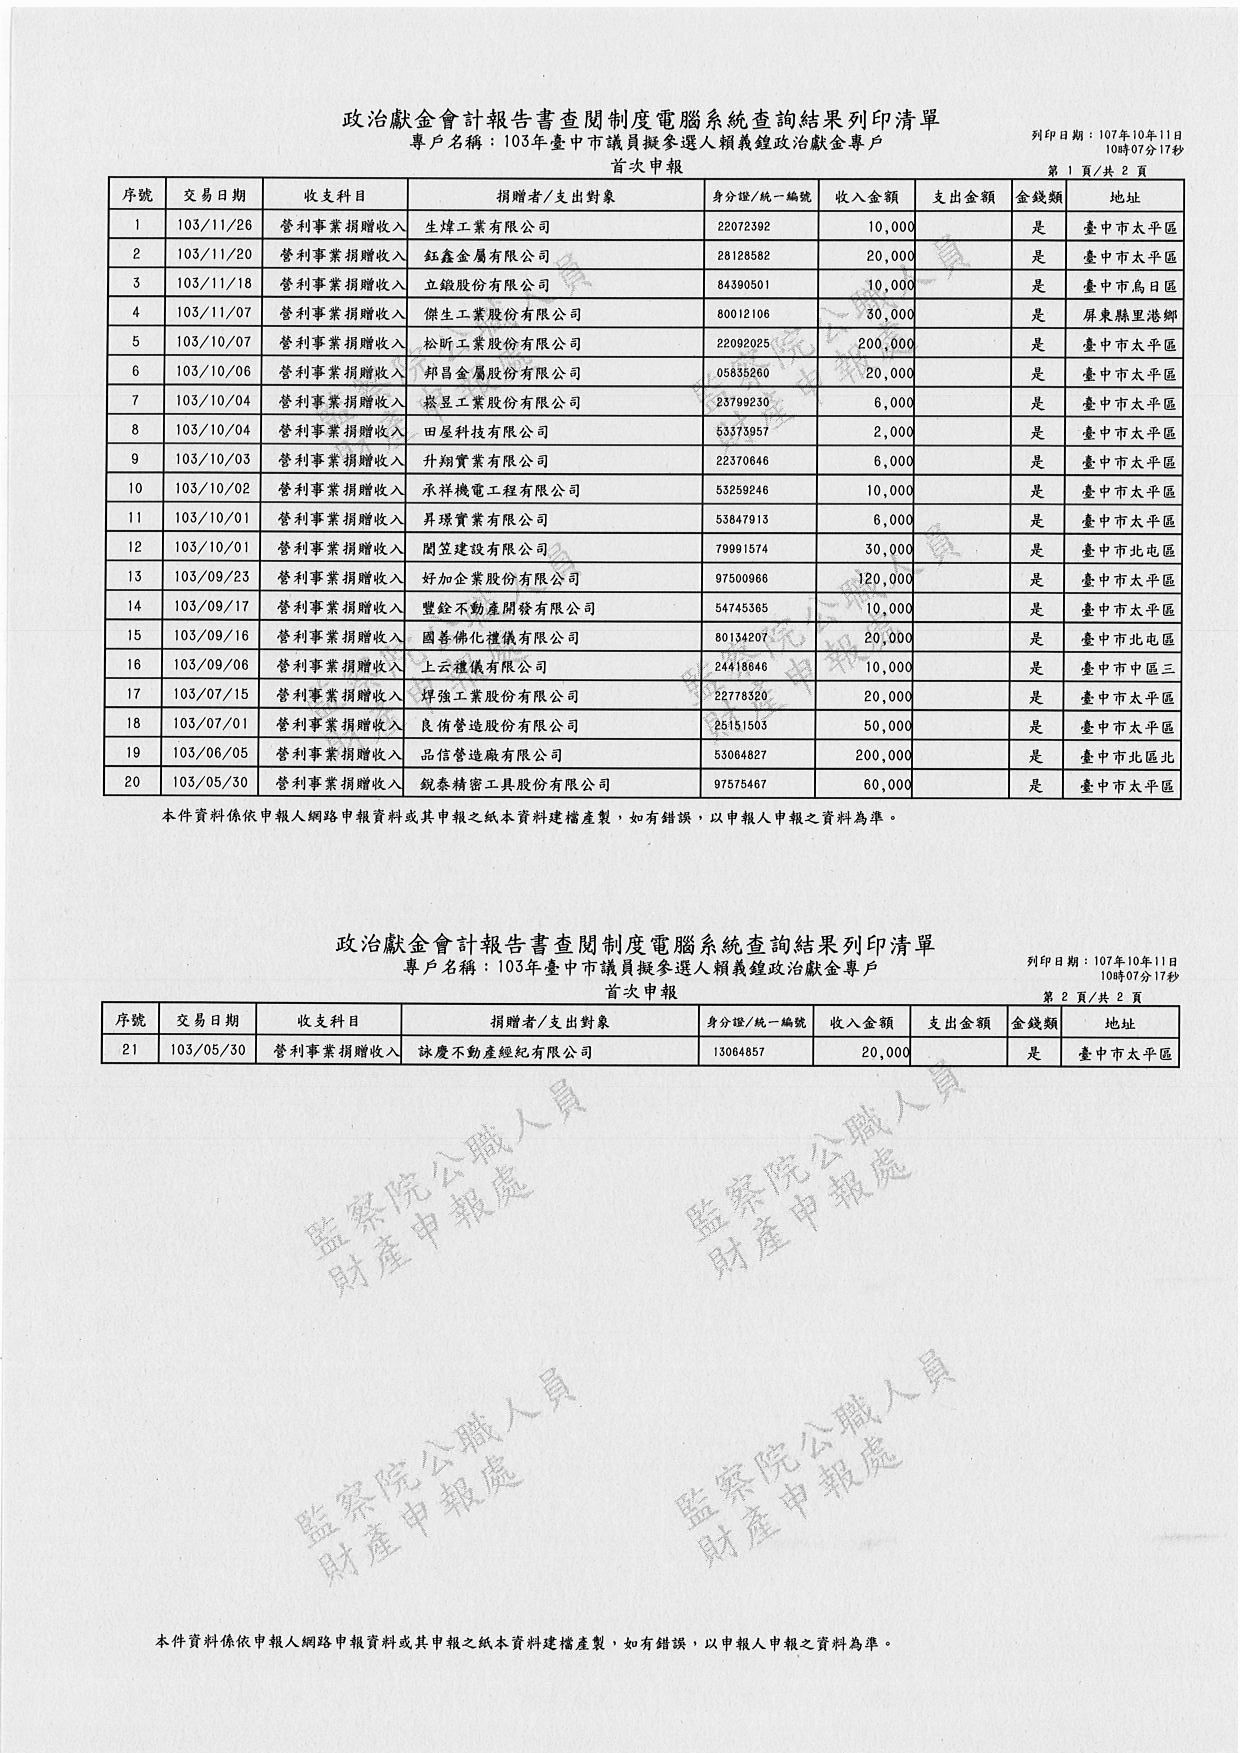 政治獻金會計報告書查閱制度電腦系統查詢結果列印清單
專戶名稱：103年臺中市議員擬參選人賴義鍠政治獻金專戶
列印日期：107年10年11日
10時07分17秒
首次申報
第 1 頁/共 2 頁
序號 交易日期 收支科目 捐贈者/支出對象 身分證/統一編號 收入金額 支出金額 金錢類 地址
1 103/11/26 營利事業捐贈收入 生煒工業有限公司 22072392 10,000 是 臺中市太平區
2 103/11/20 營利事業捐贈收入 鈺鑫金屬有限公司 28128582 20,000 是 臺中市太平區
3 103/11/18 營利事業捐贈收入 立鍛股份有限公司 84390501 10,000 是 臺中市烏日區
4 103/11/07 營利事業捐贈收入 傑生工業股份有限公司 80012106 30,000 是 屏東縣里港鄉
5 103/10/07 營利事業捐贈收入 松昕工業股份有限公司 22092025 200,000 是 臺中市太平區
6 103/10/06 營利事業捐贈收入 邦昌金屬股份有限公司 05835260 20,000 是 臺中市太平區
7 103/10/04 營利事業捐贈收入 崧昱工業股份有限公司 23799230 6,000 是 臺中市太平區
8 103/10/04 營利事業捐贈收入 田屋科技有限公司 53373957 2,000 是 臺中市太平區
9 103/10/03 營利事業捐贈收入 升翔實業有限公司 22370646 6,000 是 臺中市太平區
10 103/10/02 營利事業捐贈收入 承祥機電工程有限公司 53259246 10,000 是 臺中市太平區
11 103/10/01 營利事業捐贈收入 昇璟實業有限公司 53847913 6,000 是 臺中市太平區
12 103/10/01 營利事業捐贈收入 閎笠建設有限公司 79991574 30,000 是 臺中市北屯區
13 103/09/23 營利事業捐贈收入 好加企業股份有限公司 97500966 120,000 是 臺中市太平區
14 103/09/17 營利事業捐贈收入 豐銓不動產開發有限公司 54745365 10,000 是 臺中市太平區
15 103/09/16 營利事業捐贈收入 國善佛化禮儀有限公司 80134207 20,000 是 臺中市北屯區
16 103/09/06 營利事業捐贈收入 上云禮儀有限公司 24418646 10,000 是 臺中市中區三
17 103/07/15 營利事業捐贈收入 焊強工業股份有限公司 22778320 20,000 是 臺中市太平區
18 103/07/01 營利事業捐贈收入 良侑營造股份有限公司 25151503 50,000 是 臺中市太平區
19 103/06/05 營利事業捐贈收入 品信營造廠有限公司 53064827 200,000 是 臺中市北區北
20 103/05/30 營利事業捐贈收入 銳泰精密工具股份有限公司 97575467 60,000 是 臺中市太平區
監察院公職人員
財產申報處
監察院公職人員
財產申報處
監察院公職人員
財產申報處
監察院公職人員
財產申報處
本件資料係依申報人網路申報資料或其申報之紙本資料建檔產製，如有錯誤，以申報人申報之資料為準。
政治獻金會計報告書查閱制度電腦系統查詢結果列印清單
專戶名稱：103年臺中市議員擬參選人賴義鍠政治獻金專戶
列印日期：107年10年11日
10時07分17秒
首次申報
第 2 頁/共 2 頁
序號 交易日期 收支科目 捐贈者/支出對象 身分證/統一編號 收入金額 支出金額 金錢類 地址
21 103/05/30 營利事業捐贈收入 詠慶不動產經紀有限公司 13064857 20,000 是 臺中市太平區
監察院公職人員
財產申報處
監察院公職人員
財產申報處
監察院公職人員
財產申報處
監察院公職人員
財產申報處
本件資料係依申報人網路申報資料或其申報之紙本資料建檔產製，如有錯誤，以申報人申報之資料為準。